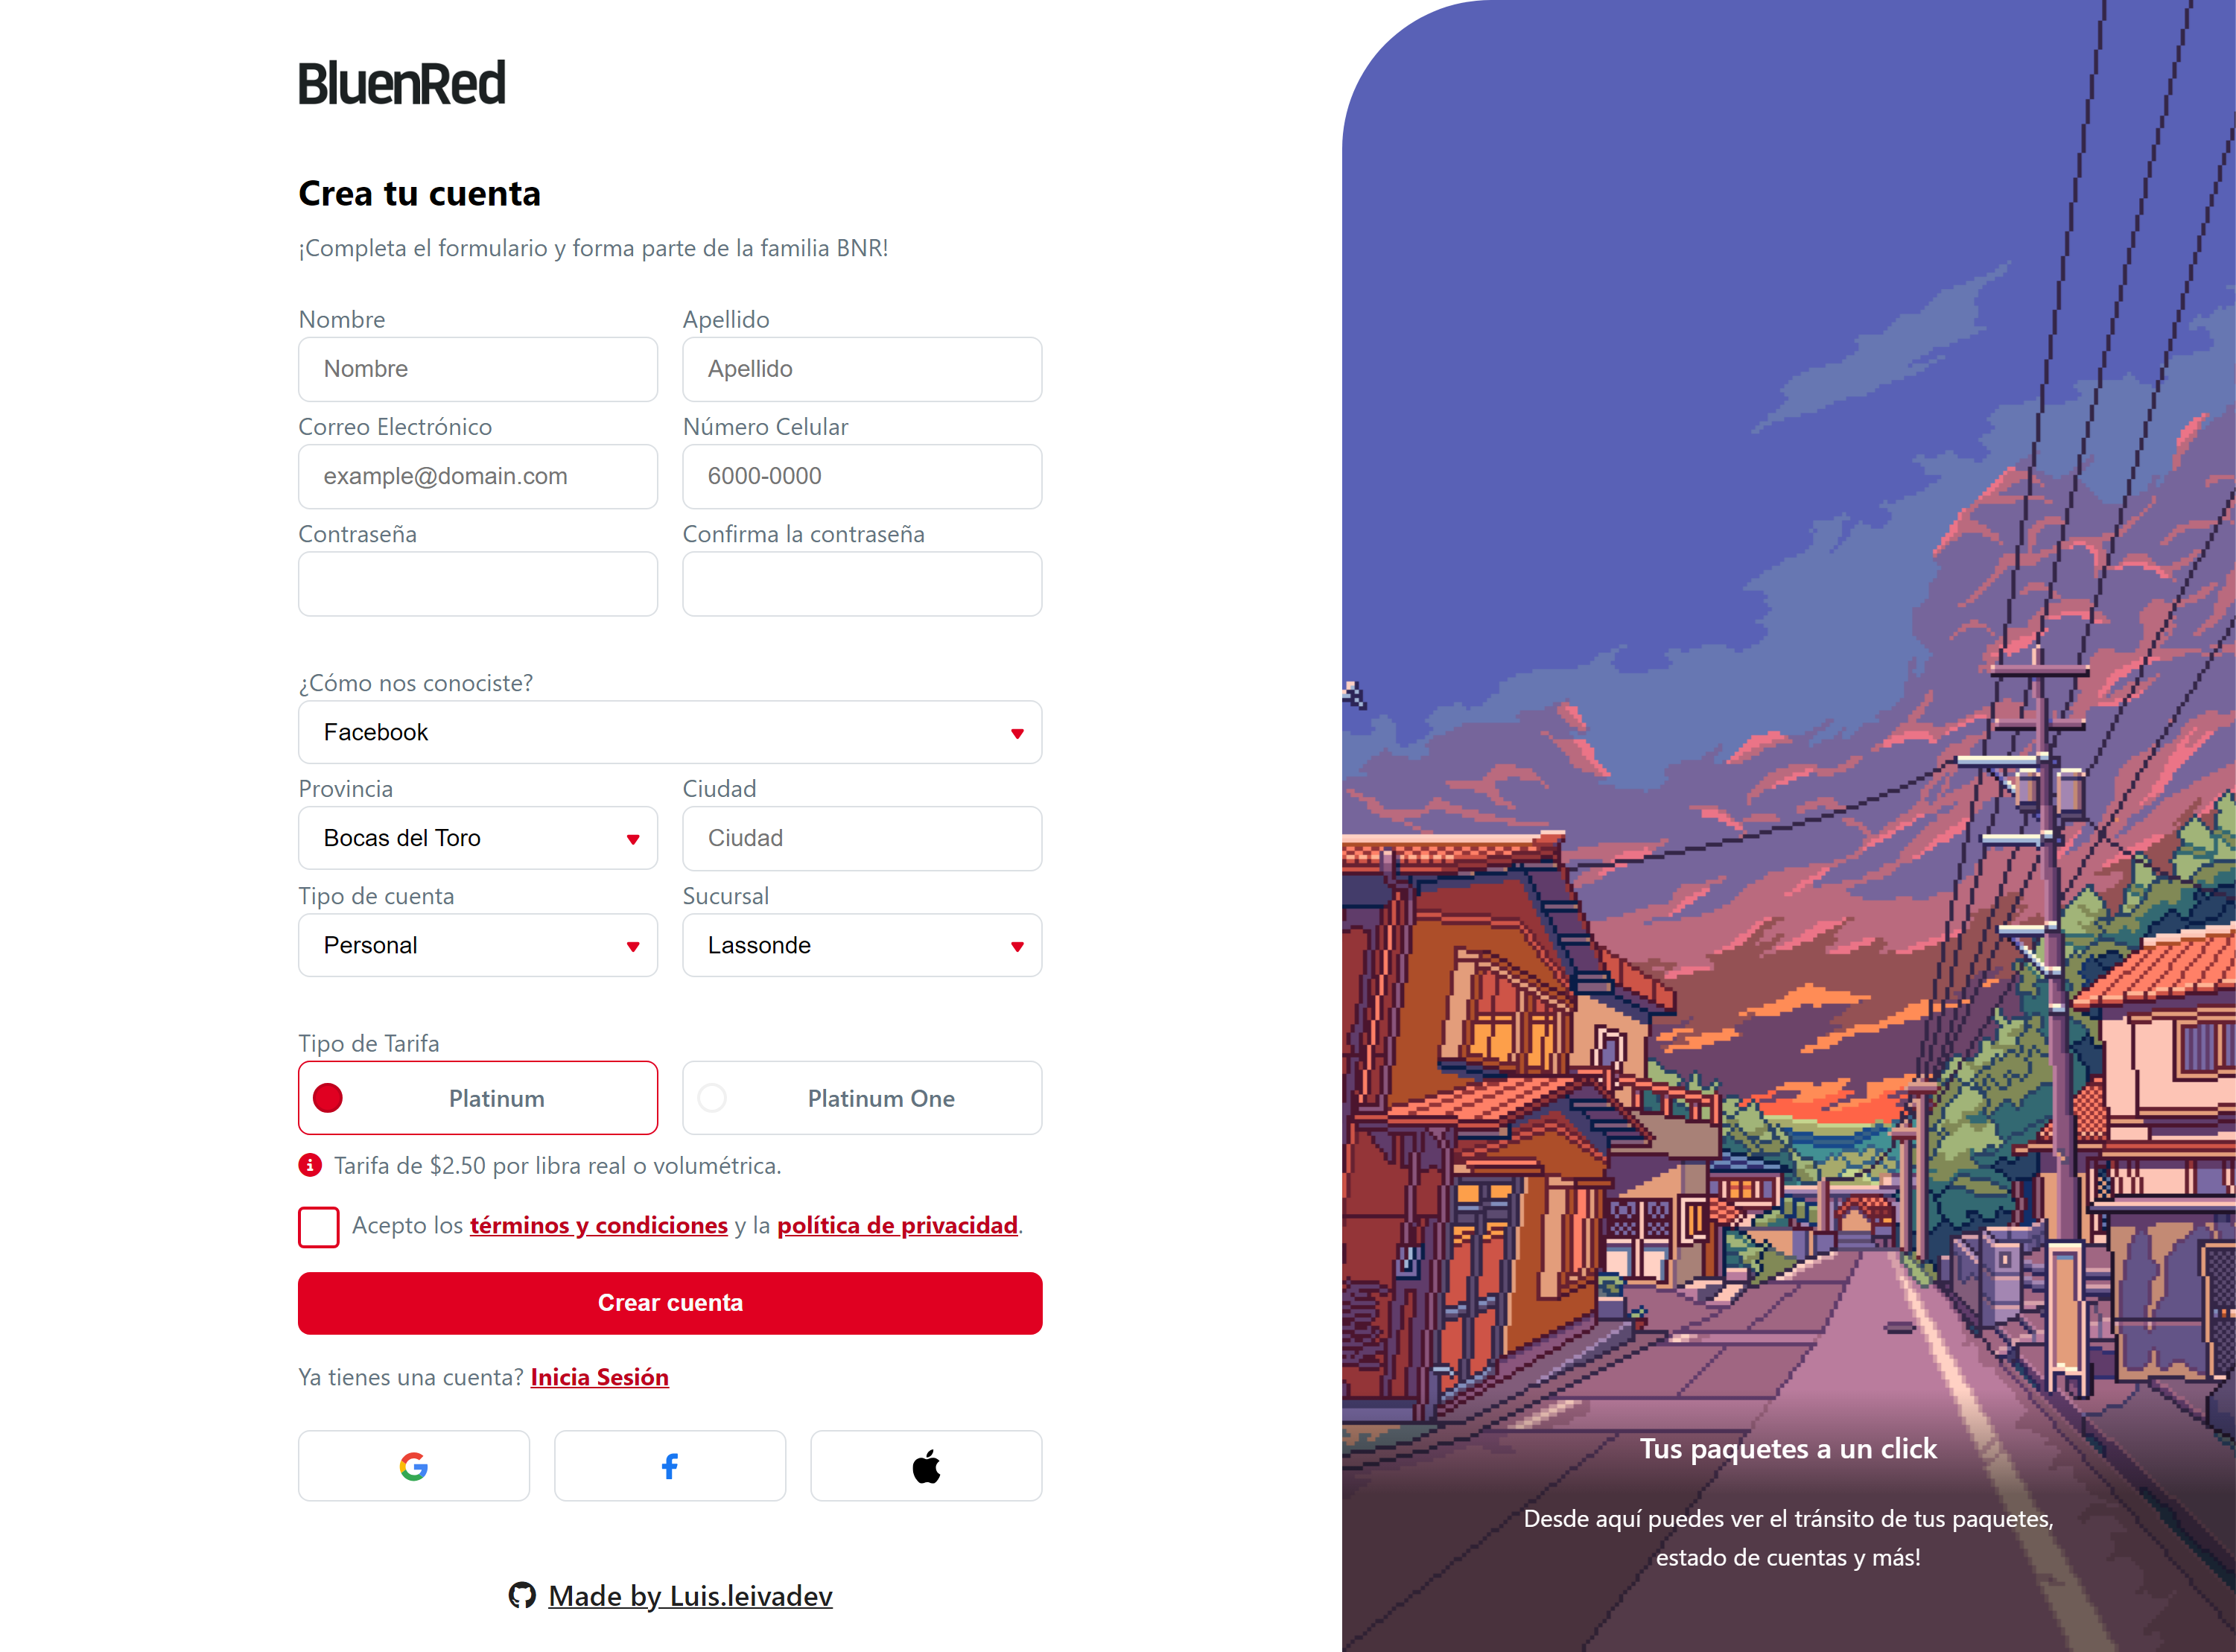 BluenRed
Crea tu cuenta
¡Completa el formulario y forma parte de la familia BNR!
Nombre
Apellido
Nombre
Apellido
Correo Electrónico
Número Celular
example@domain.com
6000-0000
Contraseña
Confirma la contraseña
¿Cómo nos conociste?
Facebook
Provincia
Ciudad
Bocas del Toro
Ciudad
Tipo de cuenta
Sucursal
Personal
Lassonde
Tipo de Tarifa
Platinum
Platinum One
Tarifa de $2.50 por libra real o volumétrica.
Acepto los términos y condiciones y la política de privacidad.
Crear cuenta
Ya tienes una cuenta? Inicia Sesión
Made by Luis.leivadev
Tus paquetes a un click
Desde aquí puedes ver el tránsito de tus paquetes,
estado de cuentas y más!